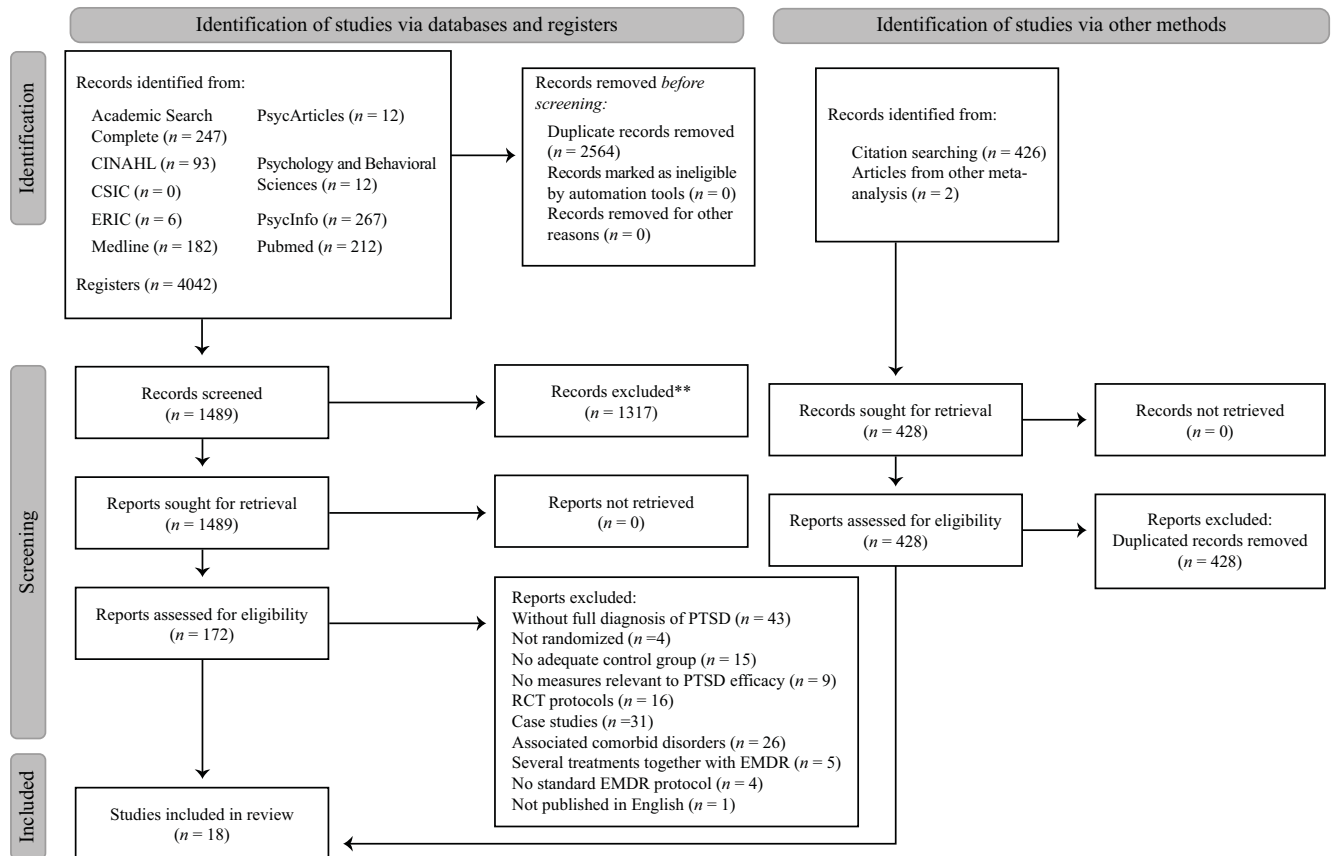 Identification of studies via databases and registers
Identification of studies via other methods
Identification
Records identified from:
Academic Search
Complete (n = 247)
CINAHL (n = 93)
CSIC (n = 0)
ERIC (n = 6)
Medline (n = 182)
PsycArticles (n = 12)
Psychology and Behavioral
Sciences (n = 12)
PsycInfo (n = 267)
Pubmed (n = 212)
Registers (n = 4042)
Records removed before
screening:
Duplicate records removed
(n = 2564)
Records marked as ineligible
by automation tools (n = 0)
Records removed for other
reasons (n = 0)
Records identified from:
Citation searching (n = 426)
Articles from other meta-
analysis (n = 2)
Screening
Records screened
(n = 1489)
Records excluded**
(n = 1317)
Records sought for retrieval
(n = 428)
Records not retrieved
(n = 0)
Reports sought for retrieval
(n = 1489)
Reports not retrieved
(n = 0)
Reports assessed for eligibility
(n = 428)
Reports excluded:
Duplicated records removed
(n = 428)
Reports assessed for eligibility
(n = 172)
Reports excluded:
Without full diagnosis of PTSD (n = 43)
Not randomized (n =4)
No adequate control group (n = 15)
No measures relevant to PTSD efficacy (n = 9)
RCT protocols (n = 16)
Case studies (n =31)
Associated comorbid disorders (n = 26)
Several treatments together with EMDR (n = 5)
No standard EMDR protocol (n = 4)
Not published in English (n = 1)
Included
Studies included in review
(n = 18)